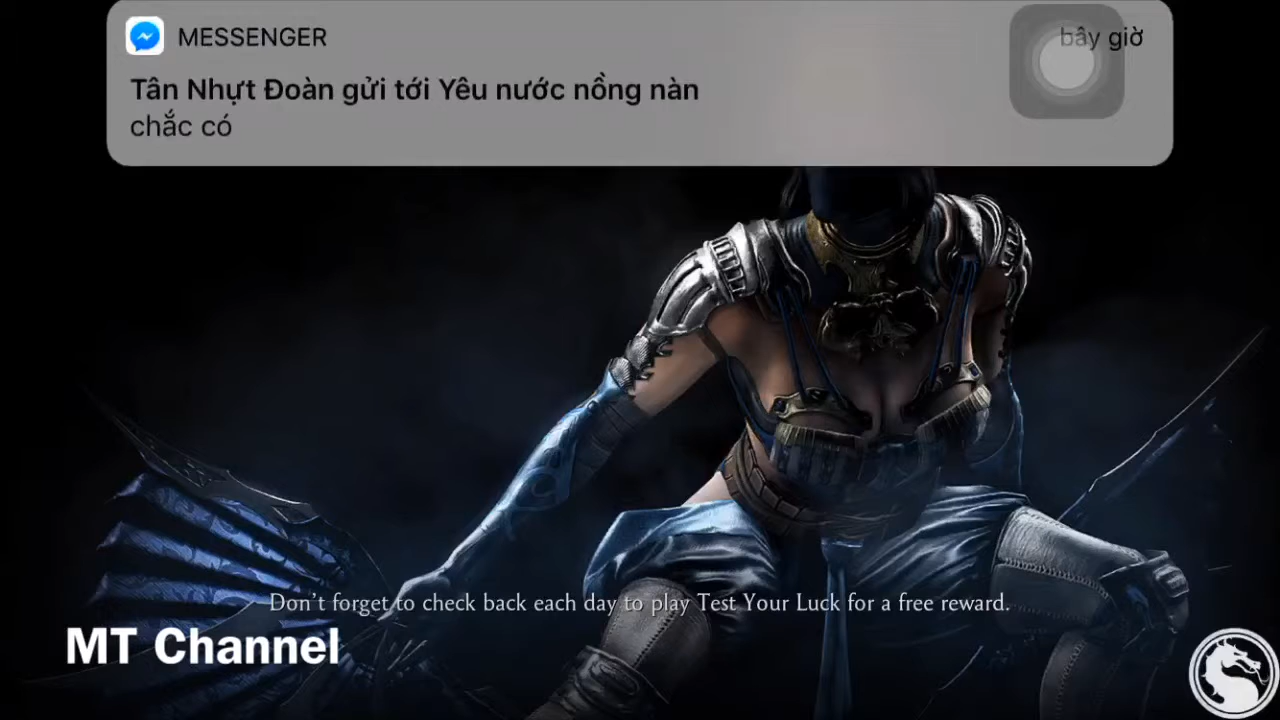 MESSENGER
bây giờ
Tân Nhựt Đoàn gửi tới Yêu nước nồng nàn
chắc có
Don't forget to check back each day to play Test Your Luck for a free reward.
MT Channel